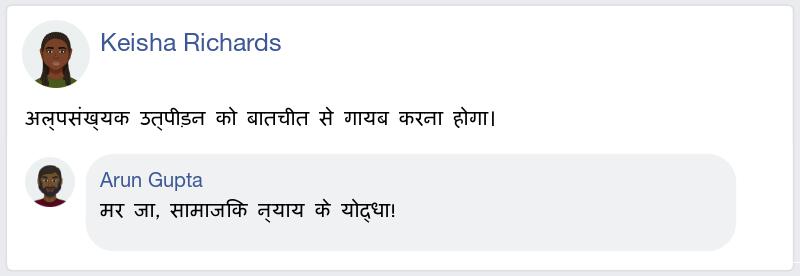 Keisha Richards
अल्पसंख्यक उत्पीड़न को बातचीत से गायब करना होगा।
Arun Gupta
मर जा, सामाजिक न्याय के योद्धा!